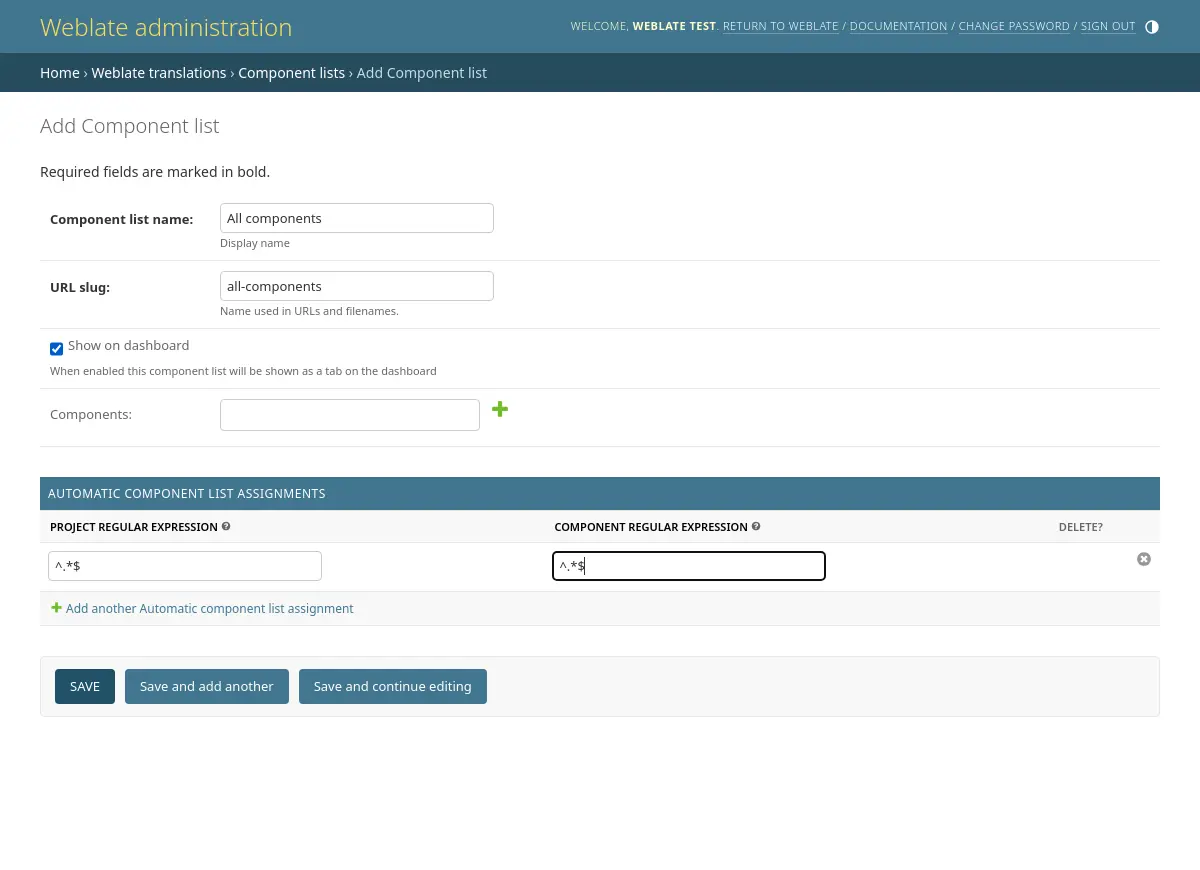 Weblate administration
WELCOME, WEBLATE TEST. RETURN TO WEBLATE / DOCUMENTATION / CHANGE PASSWORD / SIGN OUT
Home › Weblate translations › Component lists › Add Component list
Add Component list
Required fields are marked in bold.
Component list name: All components
Display name
URL slug: all-components
Name used in URLs and filenames.
Show on dashboard
When enabled this component list will be shown as a tab on the dashboard
Components:
AUTOMATIC COMPONENT LIST ASSIGNMENTS
PROJECT REGULAR EXPRESSION COMPONENT REGULAR EXPRESSION DELETE?
^.*$ ^.*$
Add another Automatic component list assignment
SAVE Save and add another Save and continue editing